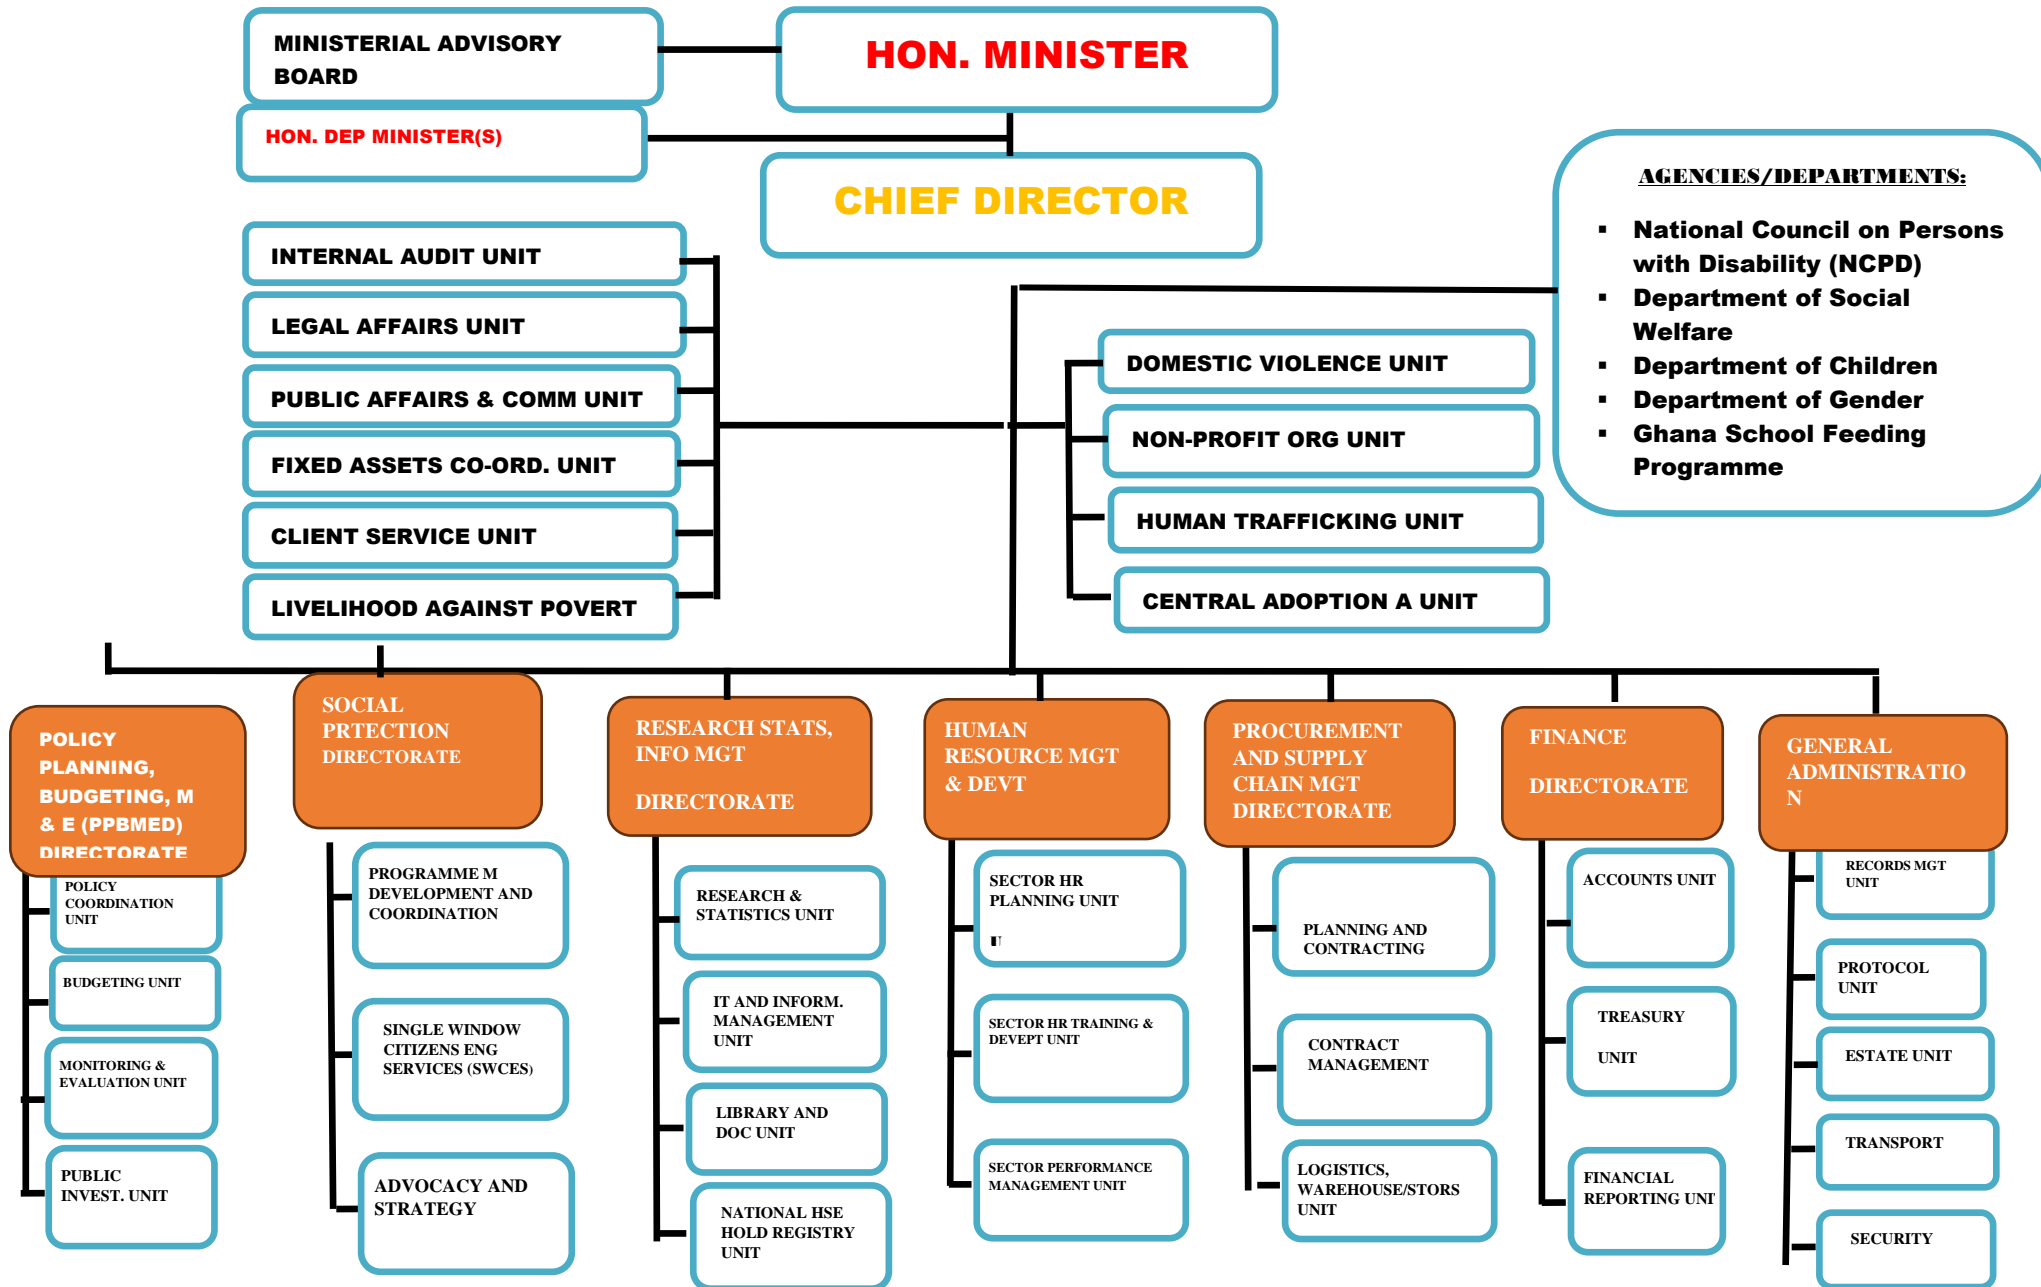 MINISTERIAL ADVISORY
BOARD
HON. MINISTER
HON. DEP MINISTER(S)
CHIEF DIRECTOR
AGENCIES/DEPARTMENTS:
▪ National Council on Persons
with Disability (NCPD)
▪ Department of Social
Welfare
▪ Department of Children
▪ Department of Gender
▪ Ghana School Feeding
Programme
INTERNAL AUDIT UNIT
LEGAL AFFAIRS UNIT
PUBLIC AFFAIRS & COMM UNIT
FIXED ASSETS CO-ORD. UNIT
CLIENT SERVICE UNIT
LIVELIHOOD AGAINST POVERT
DOMESTIC VIOLENCE UNIT
NON-PROFIT ORG UNIT
HUMAN TRAFFICKING UNIT
CENTRAL ADOPTION A UNIT
POLICY
PLANNING,
BUDGETING, M
& E (PPBMED)
DIRECTORATE
POLICY
COORDINATION
UNIT
BUDGETING UNIT
MONITORING &
EVALUATION UNIT
PUBLIC
INVEST. UNIT
SOCIAL
PRTECTION
DIRECTORATE
PROGRAMME M
DEVELOPMENT AND
COORDINATION
SINGLE WINDOW
CITIZENS ENG
SERVICES (SWCES)
ADVOCACY AND
STRATEGY
RESEARCH STATS,
INFO MGT
DIRECTORATE
RESEARCH &
STATISTICS UNIT
IT AND INFORM.
MANAGEMENT
UNIT
LIBRARY AND
DOC UNIT
NATIONAL HSE
HOLD REGISTRY
UNIT
HUMAN
RESOURCE MGT
& DEVT
SECTOR HR
PLANNING UNIT
U
SECTOR HR TRAINING &
DEVEPT UNIT
SECTOR PERFORMANCE
MANAGEMENT UNIT
PROCUREMENT
AND SUPPLY
CHAIN MGT
DIRECTORATE
PLANNING AND
CONTRACTING
CONTRACT
MANAGEMENT
LOGISTICS,
WAREHOUSE/STORS
UNIT
FINANCE
DIRECTORATE
ACCOUNTS UNIT
TREASURY
UNIT
FINANCIAL
REPORTING UNIT
GENERAL
ADMINISTRATIO
N
RECORDS MGT
UNIT
PROTOCOL
UNIT
ESTATE UNIT
TRANSPORT
SECURITY